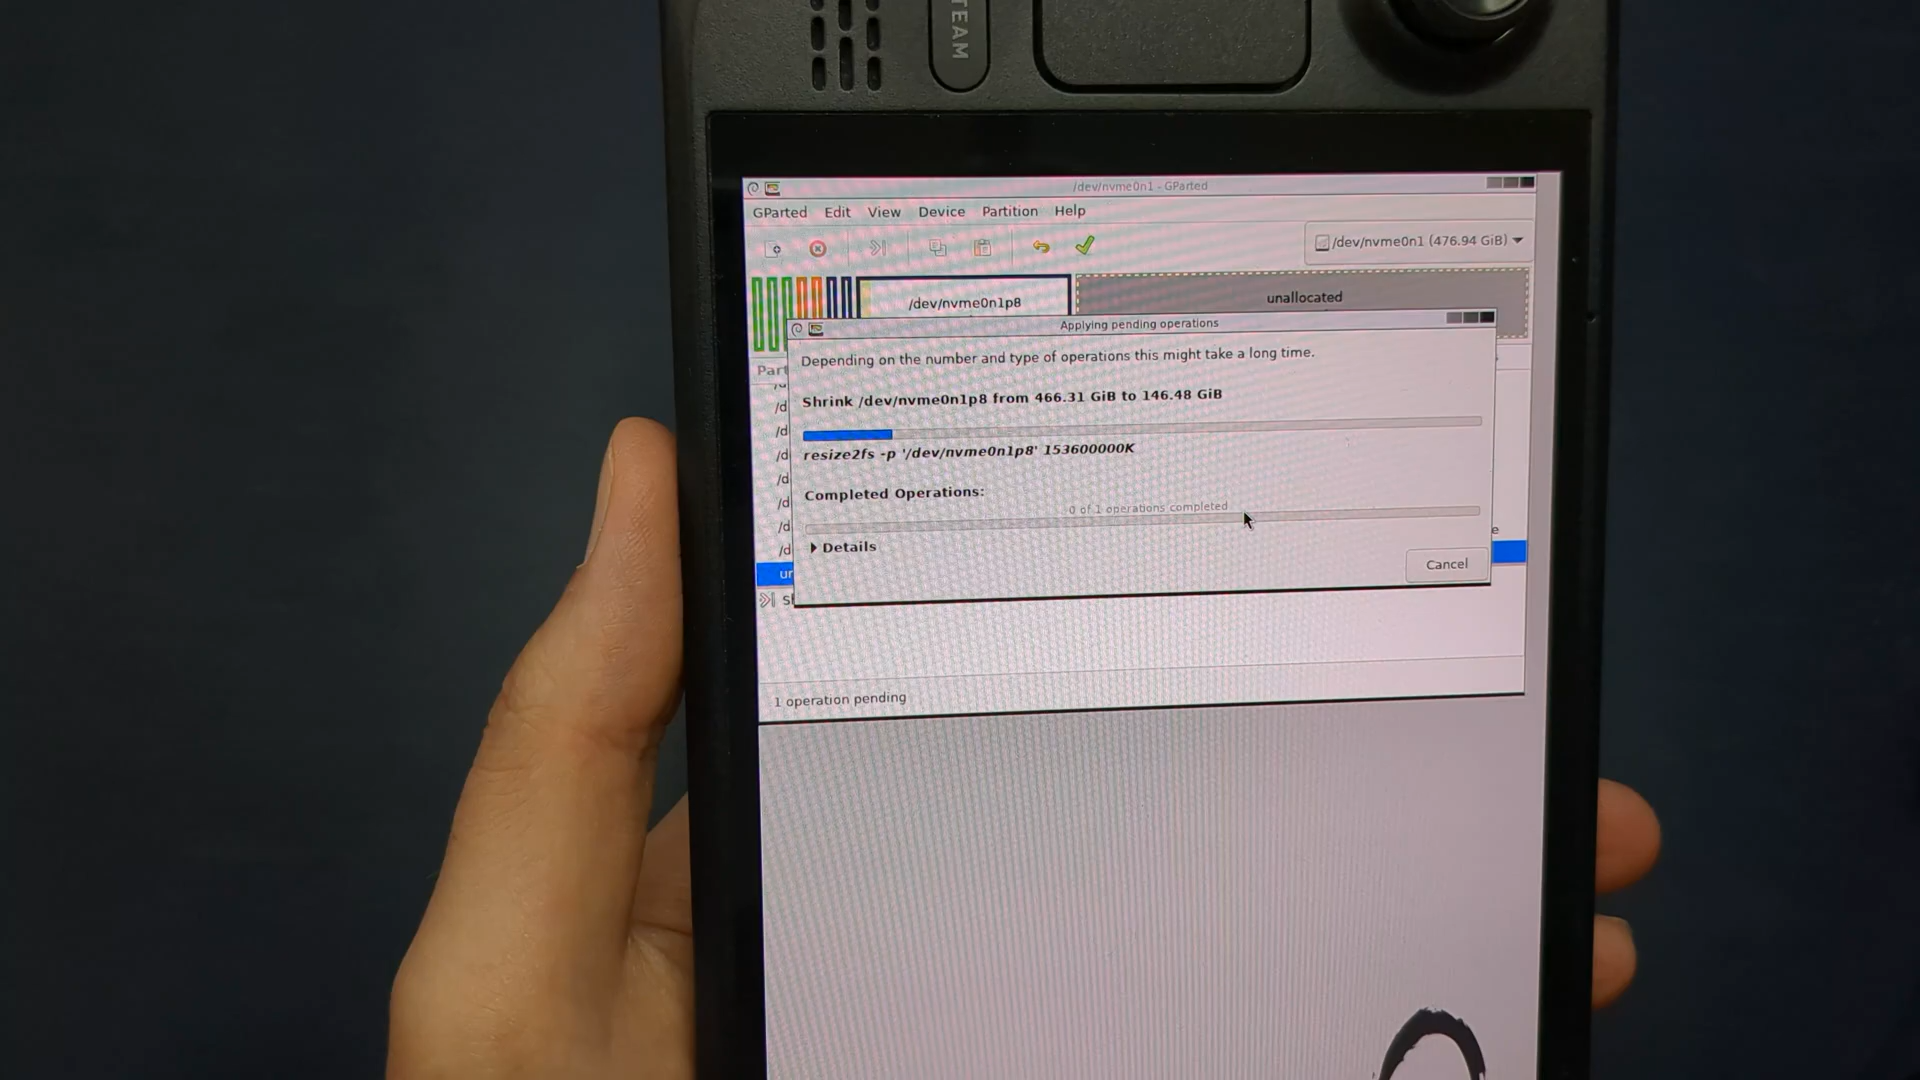 TEAM
/dev/nvme0n1 - GParted
GParted Edit View Device Partition Help
/dev/nvme0n1 (476.94 GiB)
/dev/nvme0n1p8
unallocated
Applying pending operations
Depending on the number and type of operations this might take a long time.
Part
Shrink /dev/nvme0n1p8 from 466.31 GiB to 146.48 GiB
/d
/d
resize2fs -p '/dev/nvme0n1p8' 153600000K
/d
/d
Completed Operations:
/d
0 of 1 operations completed
/d
e
/d
Details
Cancel
un
1 operation pending